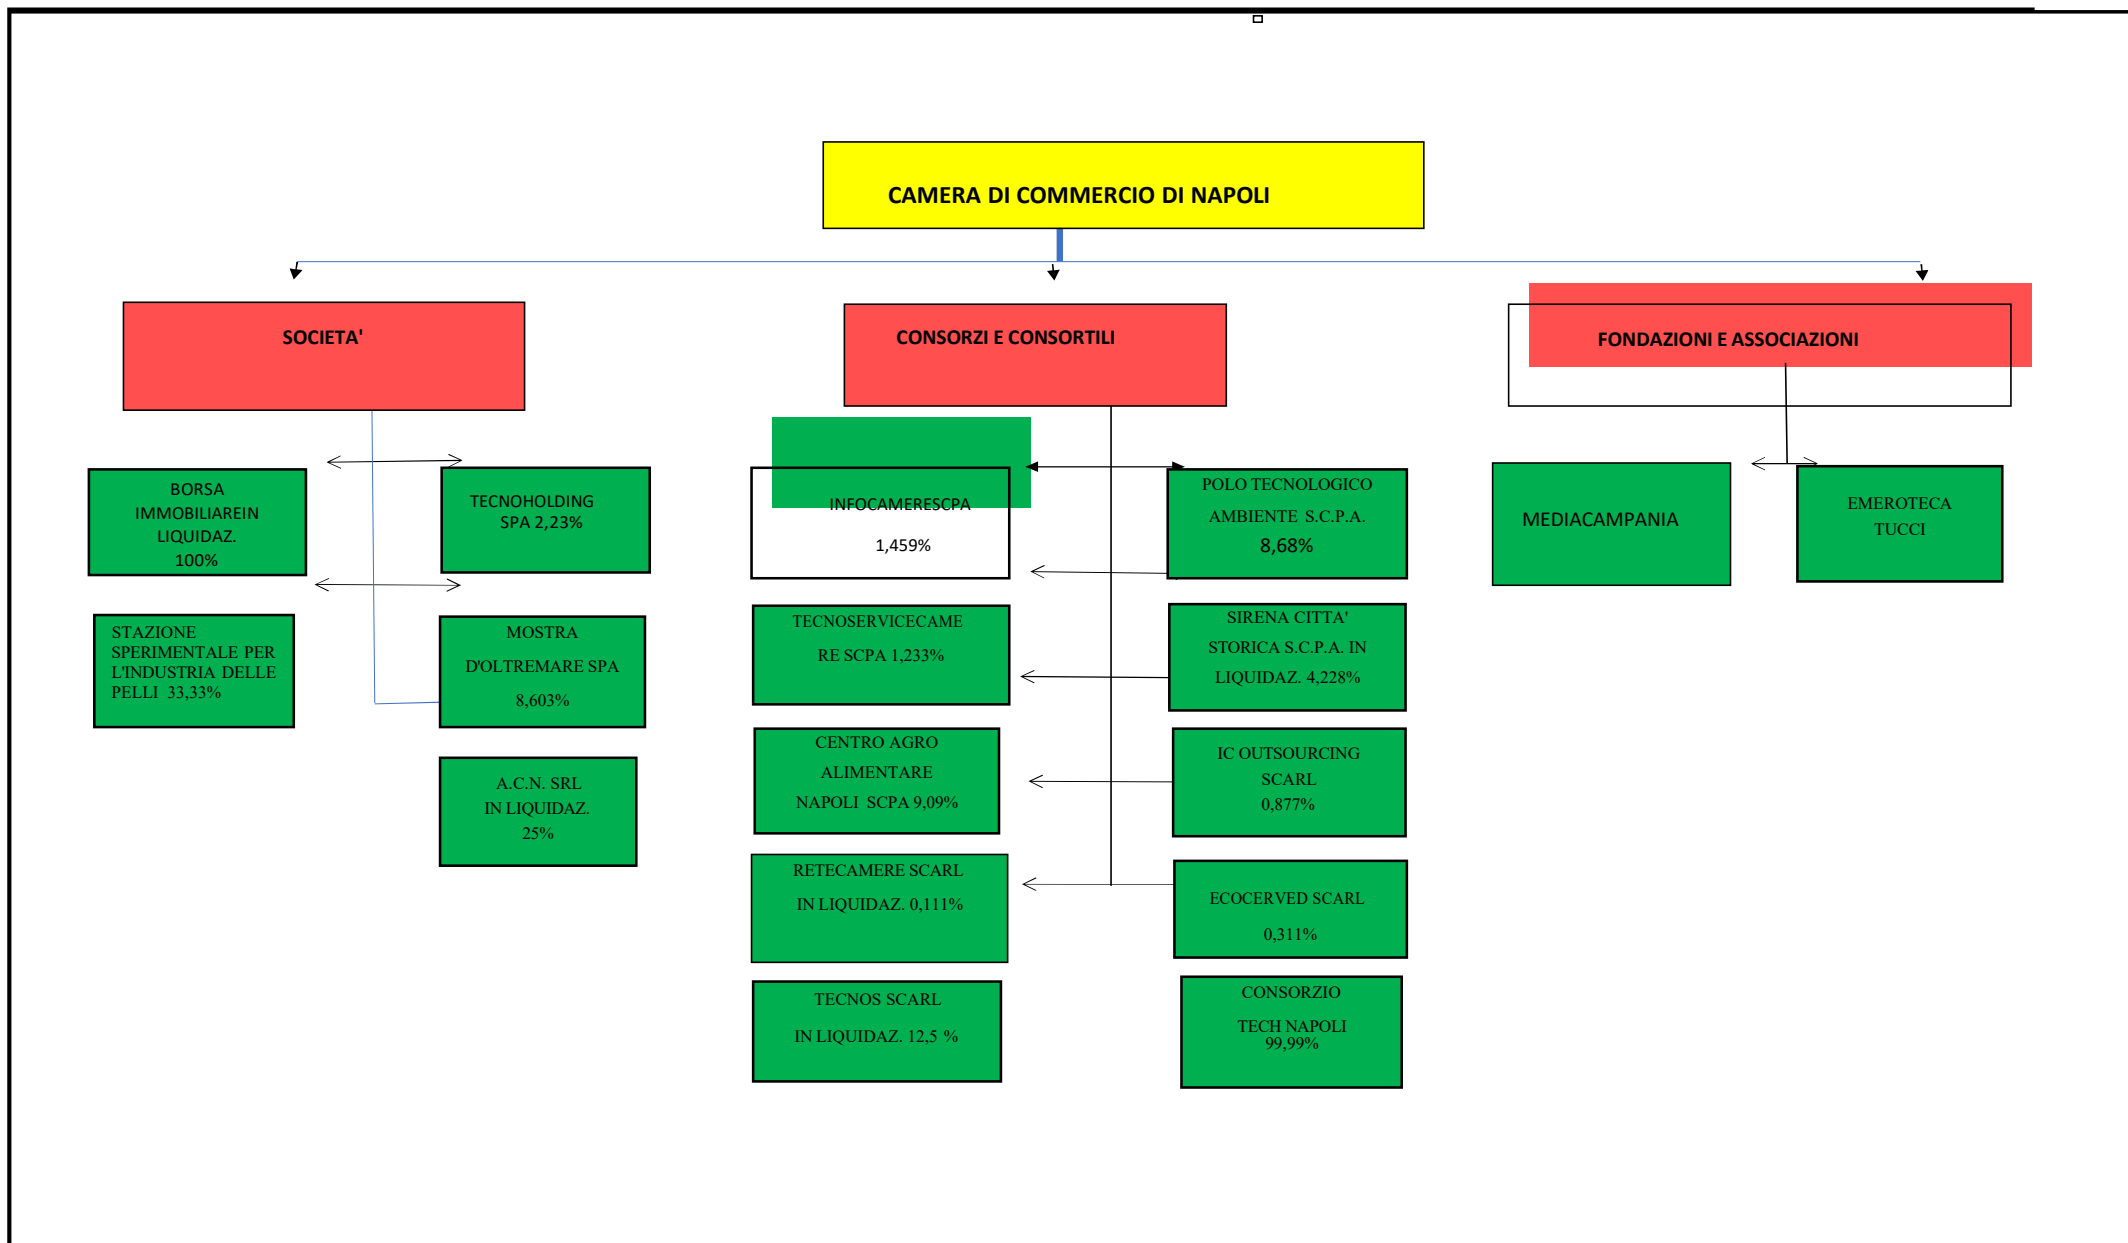 CAMERA DI COMMERCIO DI NAPOLI
SOCIETA'
CONSORZI E CONSORTILI
FONDAZIONI E ASSOCIAZIONI
BORSA
IMMOBILIAREIN
LIQUIDAZ.
100%
TECNOHOLDING
SPA 2,23%
STAZIONE
SPERIMENTALE PER
L'INDUSTRIA DELLE
PELLI 33,33%
MOSTRA
D'OLTREMARE SPA
8,603%
A.C.N. SRL
IN LIQUIDAZ.
25%
INFOCAMERESCPA
1,459%
POLO TECNOLOGICO
AMBIENTE S.C.P.A.
8,68%
TECNOSERVICECAME
RE SCPA 1,233%
SIRENA CITTA'
STORICA S.C.P.A. IN
LIQUIDAZ. 4,228%
CENTRO AGRO
ALIMENTARE
NAPOLI SCPA 9,09%
IC OUTSOURCING
SCARL
0,877%
RETECAMERE SCARL
IN LIQUIDAZ. 0,111%
ECOCERVED SCARL
0,311%
TECNOS SCARL
IN LIQUIDAZ. 12,5 %
CONSORZIO
TECH NAPOLI
99,99%
MEDIACAMPANIA
EMEROTECA
TUCCI